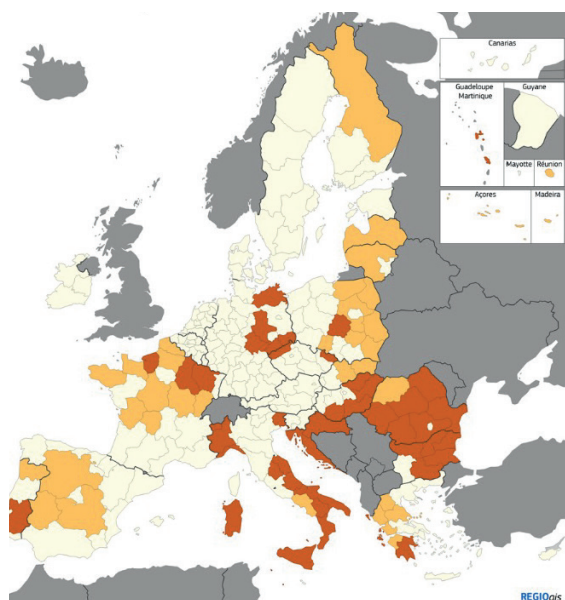 Canarias
Guadeloupe
Martinique
Guyane
Mayotte
Réunion
Açores
Madeira
REGIOgis